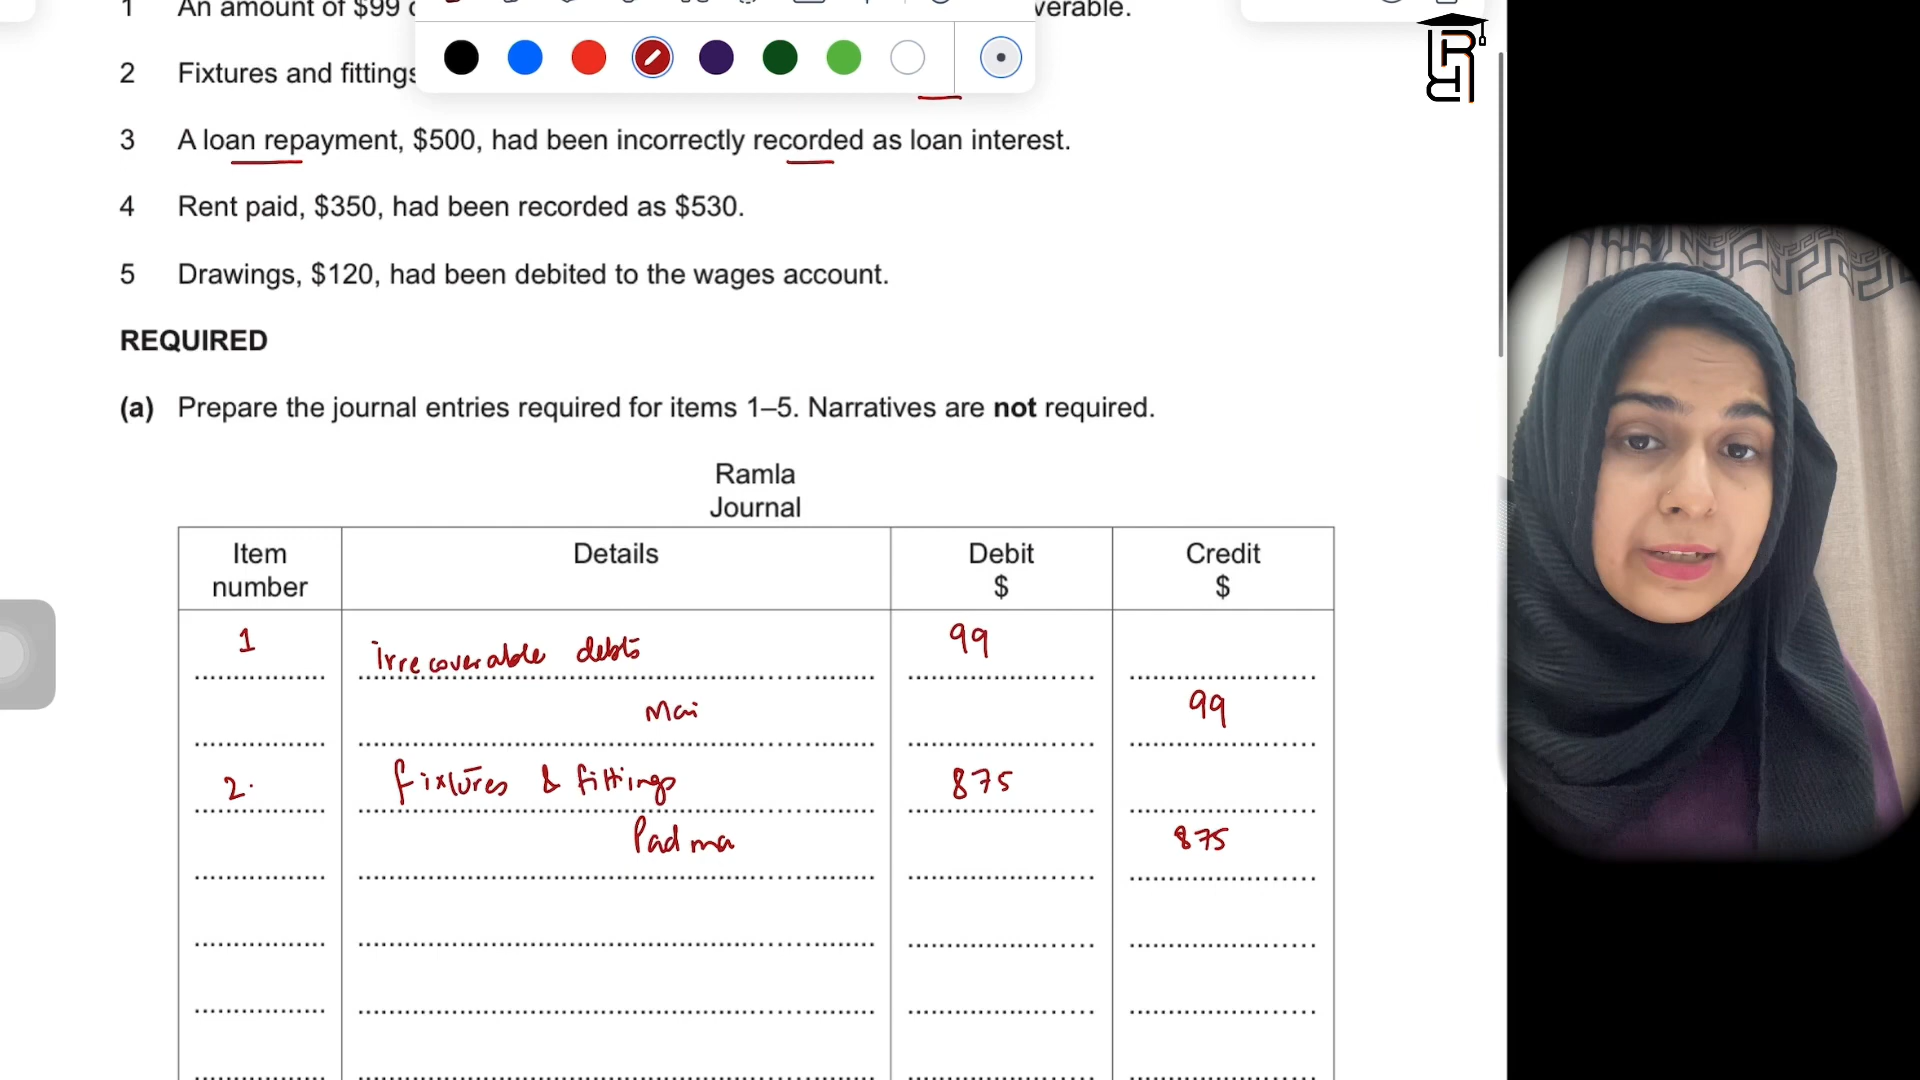 1 An amount of $99 verable.
2 Fixtures and fittings
3 A loan repayment, $500, had been incorrectly recorded as loan interest.
4 Rent paid, $350, had been recorded as $530.
5 Drawings, $120, had been debited to the wages account.
REQUIRED
(a) Prepare the journal entries required for items 1–5. Narratives are not required.
Ramla
Journal
Item number Details Debit $ Credit $
1 irrecoverable debts 99
Mai 99
2. fixtures & fittings 875
Padma 875